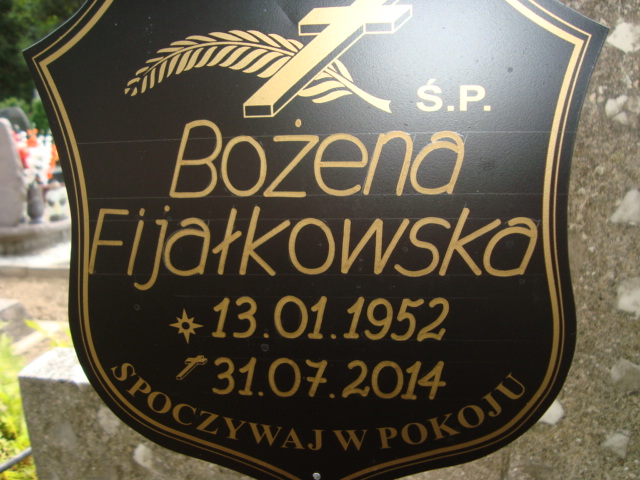 Ś.P.
Bożena
Fijałkowska
13.01.1952
31.07.2014
SPOCZYWAJ W POKOJU